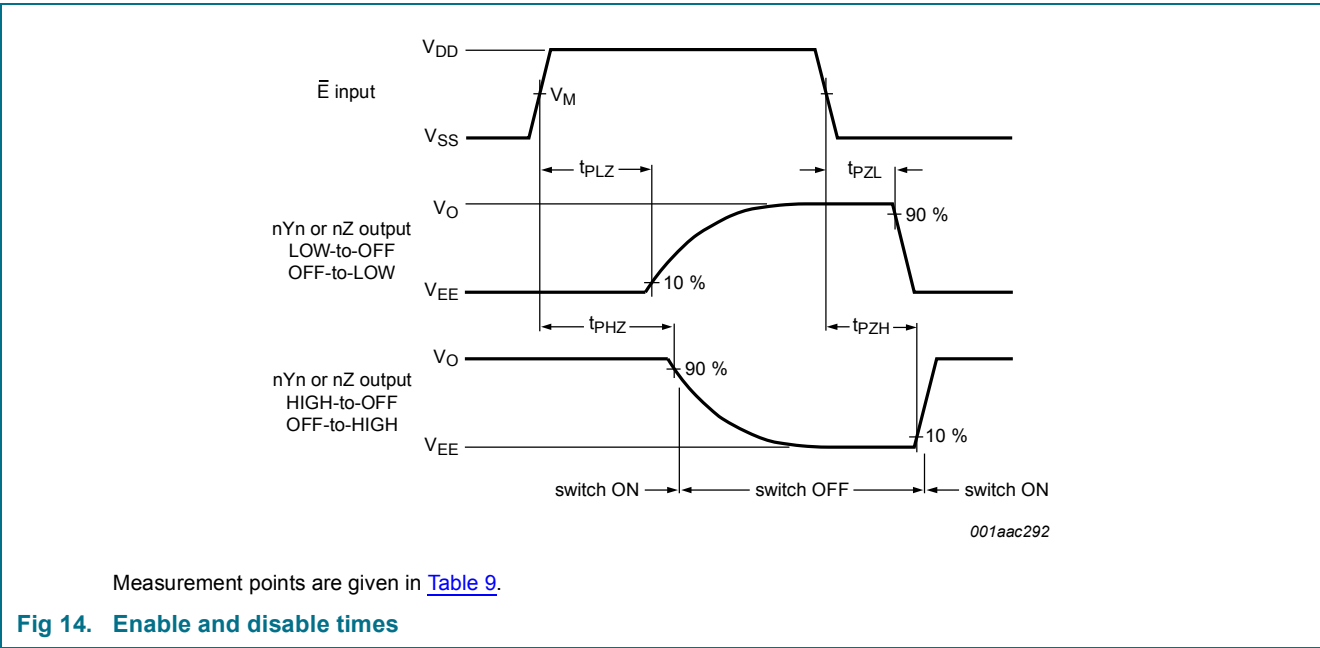 VDD
E̅ input
VM
VSS
tPLZ
tPZL
VO
90 %
nYn or nZ output
LOW-to-OFF
OFF-to-LOW
10 %
VEE
tPHZ
tPZH
VO
90 %
nYn or nZ output
HIGH-to-OFF
OFF-to-HIGH
10 %
VEE
switch ON
switch OFF
switch ON
001aac292
Measurement points are given in Table 9.
Fig 14. Enable and disable times